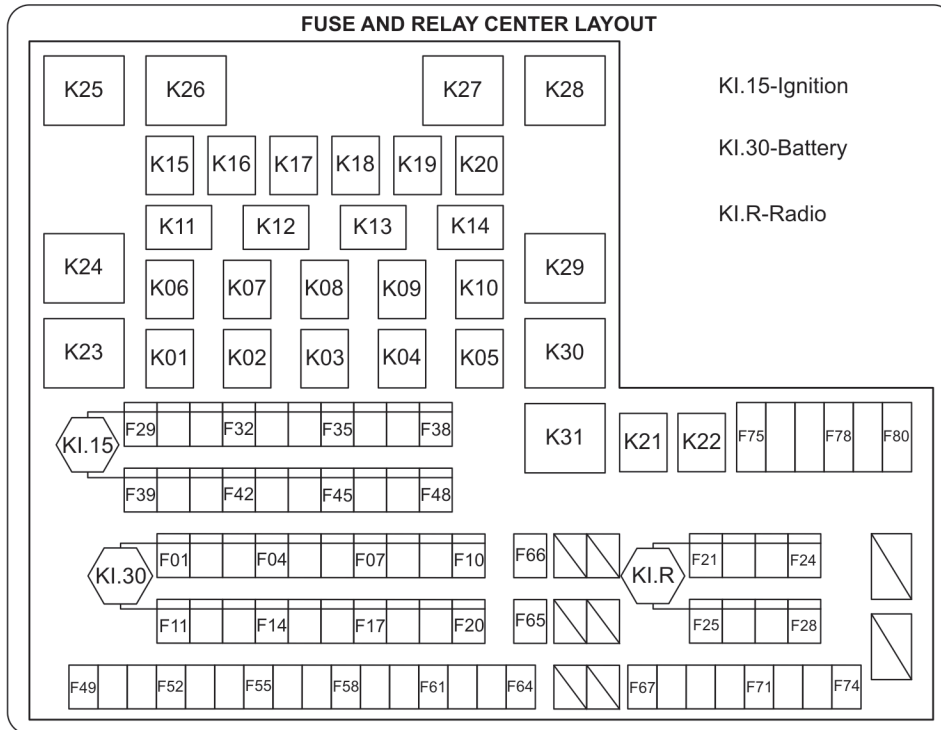 FUSE AND RELAY CENTER LAYOUT
K25 K26 K27 K28
KI.15-Ignition
K15 K16 K17 K18 K19 K20
KI.30-Battery
K11 K12 K13 K14
KI.R-Radio
K24 K29
K06 K07 K08 K09 K10
K23 K30
K01 K02 K03 K04 K05
F29 F32 F35 F38
KI.15
K31 K21 K22 F75 F78 F80
F39 F42 F45 F48
F01 F04 F07 F10 F66 F21 F24
KI.30 KI.R
F11 F14 F17 F20 F65 F25 F28
F49 F52 F55 F58 F61 F64 F67 F71 F74